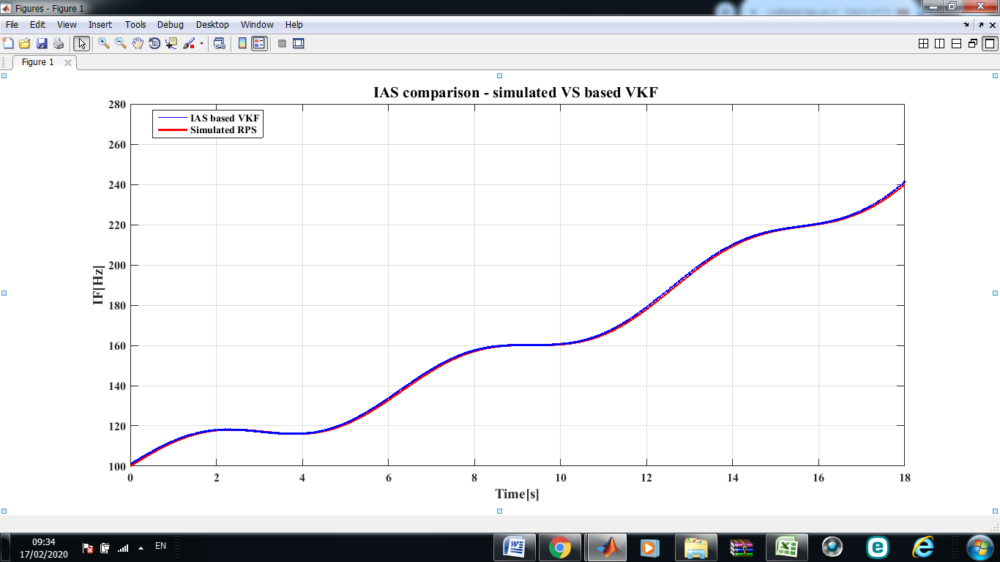 Figures - Figure 1
File Edit View Insert Tools Debug Desktop Window Help
Figure 1
IAS comparison - simulated VS based VKF
IAS based VKF
Simulated RPS
280
260
240
220
200
180
160
140
120
100
IF[Hz]
0 2 4 6 8 10 12 14 16 18
Time[s]
09:34
17/02/2020
EN